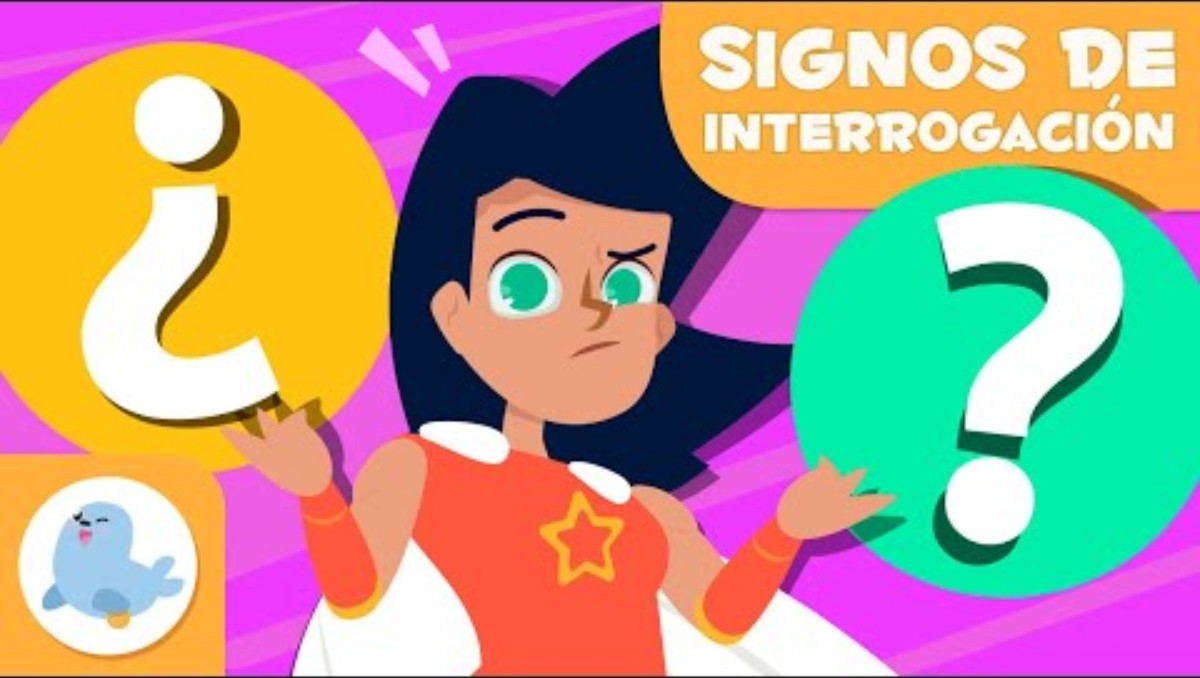 SIGNOS DE
INTERROGACIÓN
¿
?